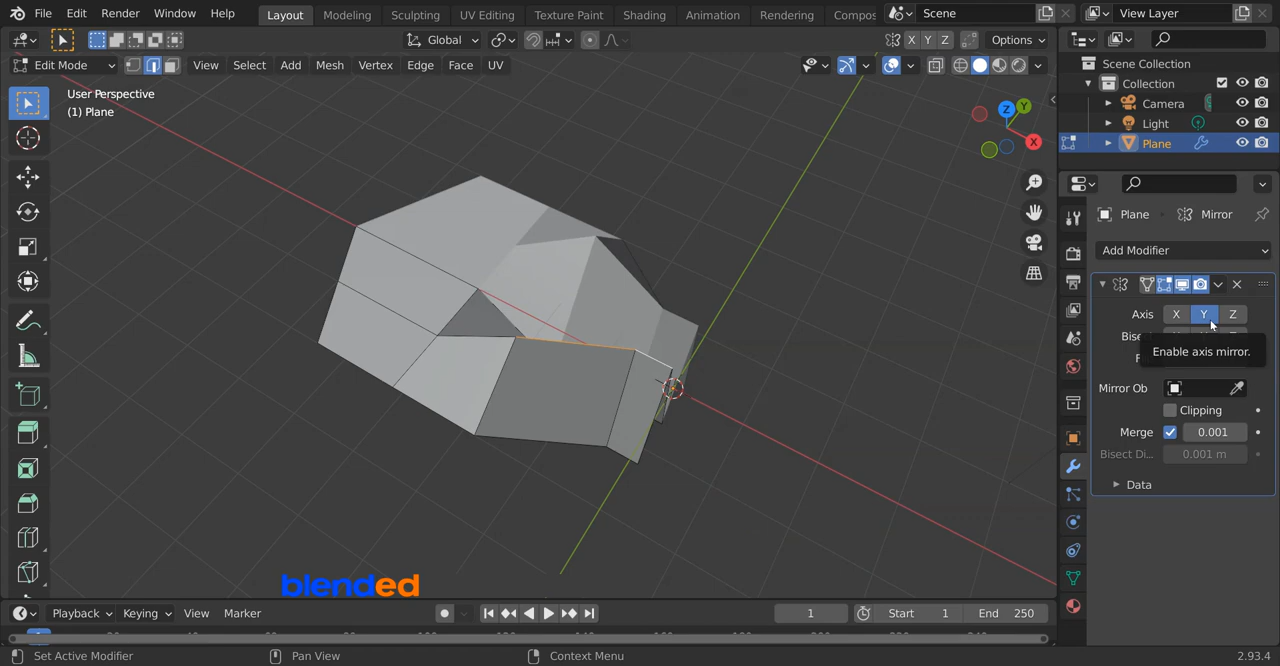 File Edit Render Window Help Layout Modeling Sculpting UV Editing Texture Paint Shading Animation Rendering Compos Scene View Layer
Global X Y Z Options
Edit Mode View Select Add Mesh Vertex Edge Face UV
User Perspective
(1) Plane
Z Y X
Scene Collection
Collection
Camera
Light
Plane
Plane Mirror
Add Modifier
Axis X Y Z
Bise
Enable axis mirror.
Mirror Ob
Clipping
Merge 0.001
Bisect Di... 0.001 m
Data
blended
Playback Keying View Marker 1 Start 1 End 250
Set Active Modifier Pan View Context Menu 2.93.4